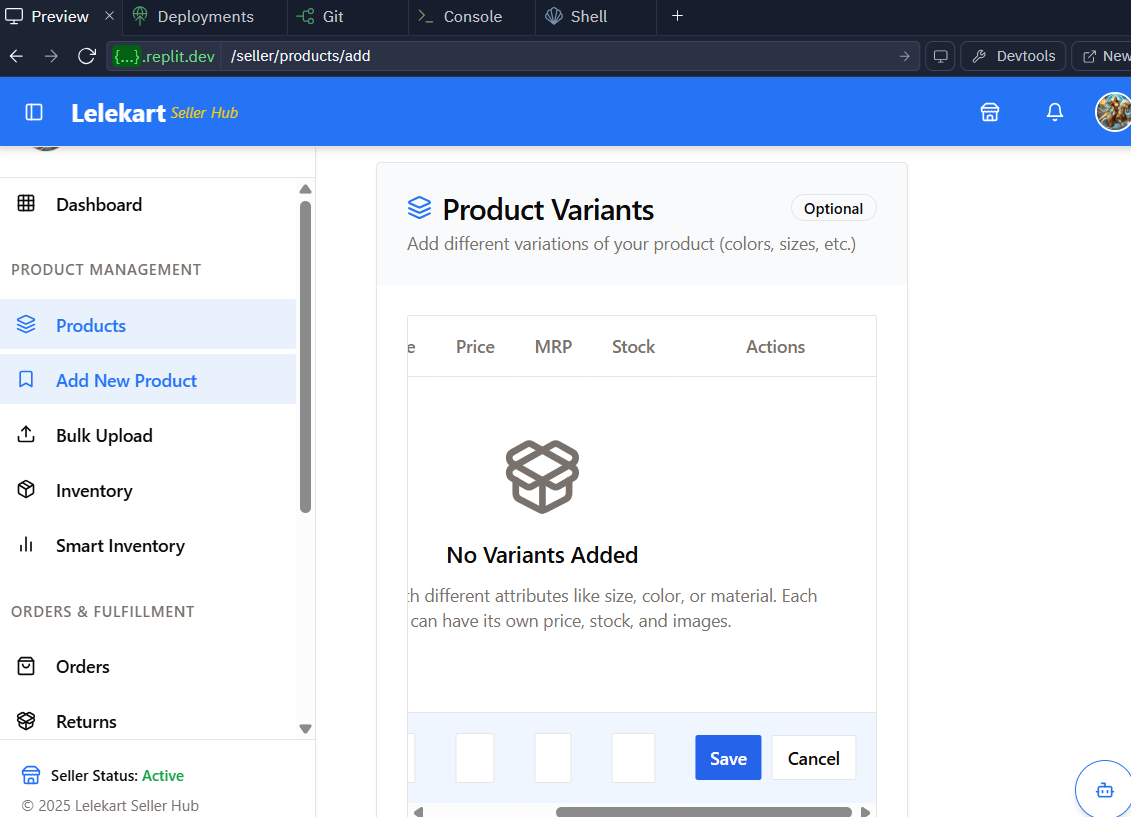 Preview
Deployments
Git
Console
Shell
{...}.replit.dev /seller/products/add
Devtools
New
Lelekart Seller Hub
Dashboard
PRODUCT MANAGEMENT
Products
Add New Product
Bulk Upload
Inventory
Smart Inventory
ORDERS & FULFILLMENT
Orders
Returns
Seller Status: Active
© 2025 Lelekart Seller Hub
Product Variants
Optional
Add different variations of your product (colors, sizes, etc.)
e Price MRP Stock Actions
No Variants Added
h different attributes like size, color, or material. Each
can have its own price, stock, and images.
Save
Cancel